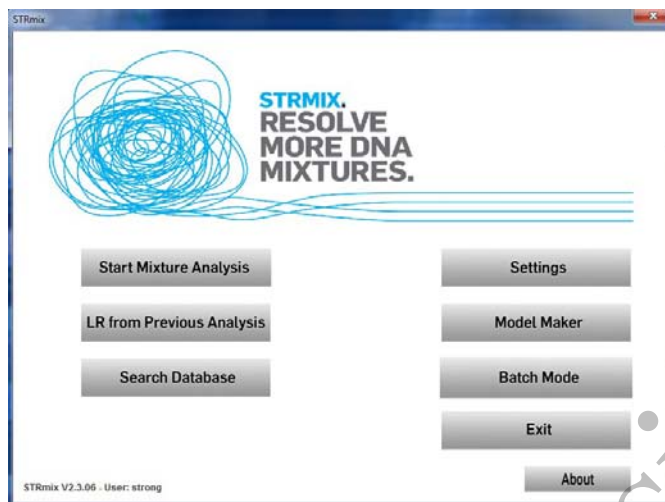 STRmix
STRMIX.
RESOLVE
MORE DNA
MIXTURES.
Start Mixture Analysis
Settings
LR from Previous Analysis
Model Maker
Search Database
Batch Mode
Exit
About
STRmix V2.3.06 - User: strong